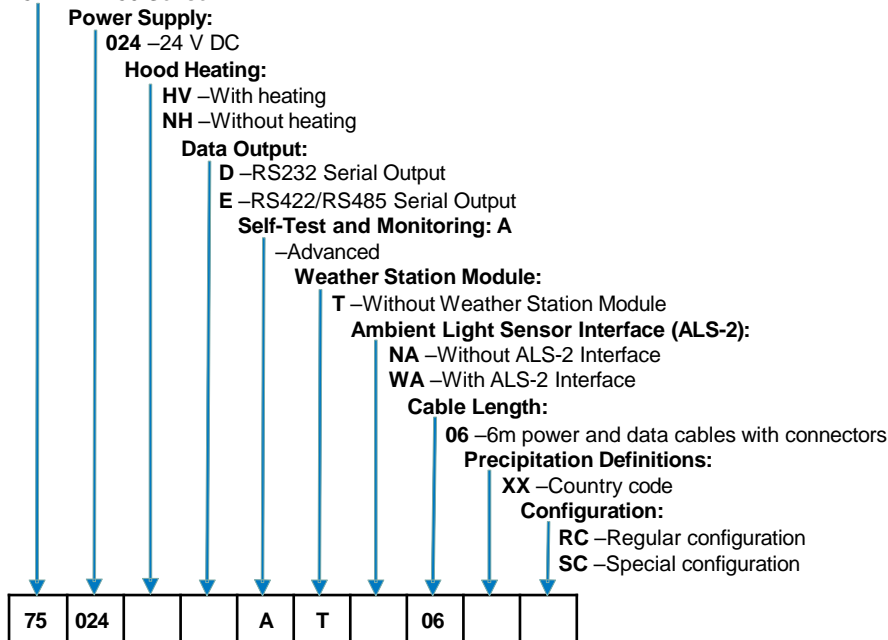 Power Supply:
024 –24 V DC
Hood Heating:
HV –With heating
NH –Without heating
Data Output:
D –RS232 Serial Output
E –RS422/RS485 Serial Output
Self-Test and Monitoring: A
–Advanced
Weather Station Module:
T –Without Weather Station Module
Ambient Light Sensor Interface (ALS-2):
NA –Without ALS-2 Interface
WA –With ALS-2 Interface
Cable Length:
06 –6m power and data cables with connectors
Precipitation Definitions:
XX –Country code
Configuration:
RC –Regular configuration
SC –Special configuration
75 024 A T 06